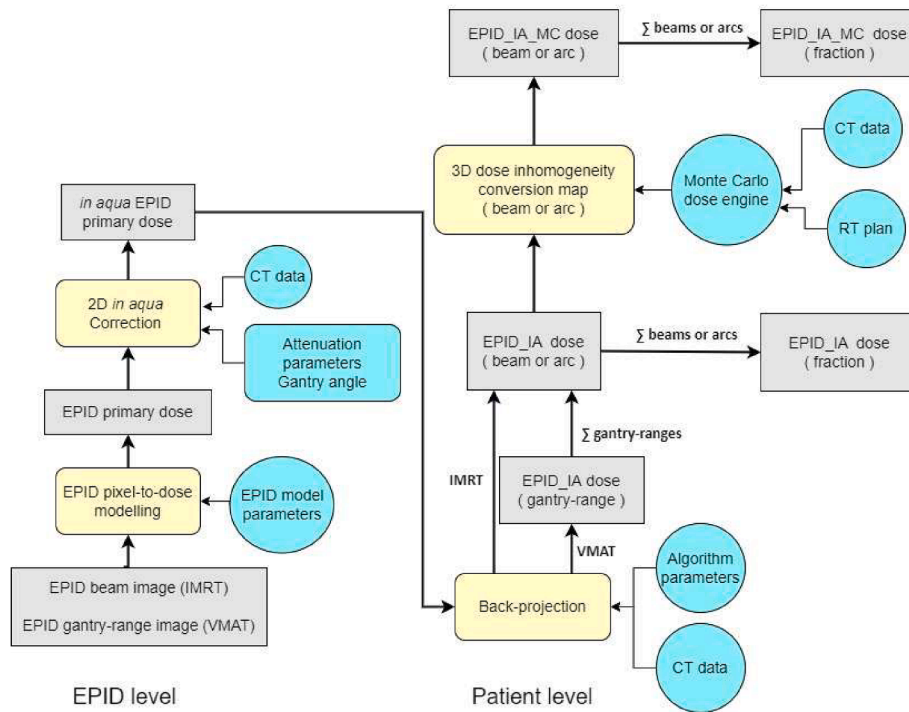 EPID_IA_MC dose
( beam or arc )
∑ beams or arcs
EPID_IA_MC dose
( fraction )
CT data
3D dose inhomogeneity
conversion map
( beam or arc )
Monte Carlo
dose engine
RT plan
in aqua EPID
primary dose
CT data
2D in aqua
Correction
Attenuation
parameters
Gantry angle
EPID_IA dose
( beam or arc )
∑ beams or arcs
EPID_IA dose
( fraction )
EPID primary dose
∑ gantry-ranges
IMRT
EPID_IA dose
( gantry-range )
EPID pixel-to-dose
modelling
EPID model
parameters
VMAT
EPID beam image (IMRT)
EPID gantry-range image (VMAT)
Back-projection
Algorithm
parameters
CT data
EPID level
Patient level